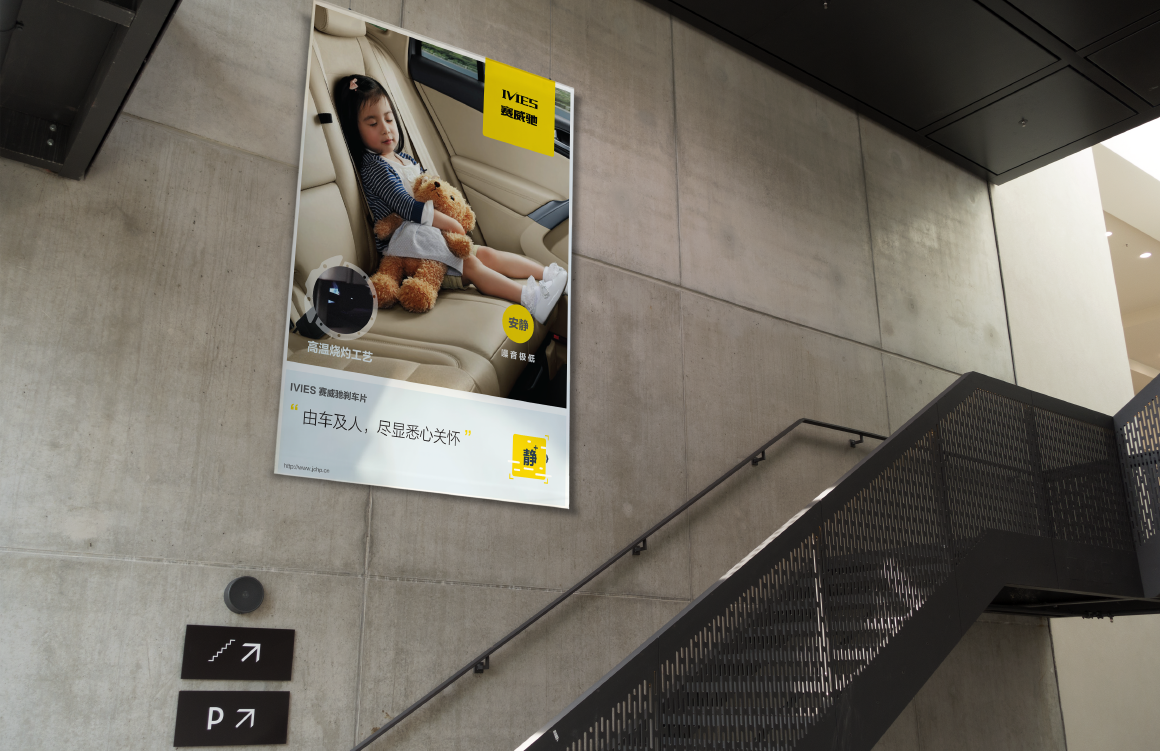 IVIES
赛威驰
安静
噪音极低
高温烧灼工艺
IVIES 赛威驰刹车片
“ 由车及人，尽显悉心关怀 ”
静
http://www.jchp.cn
P